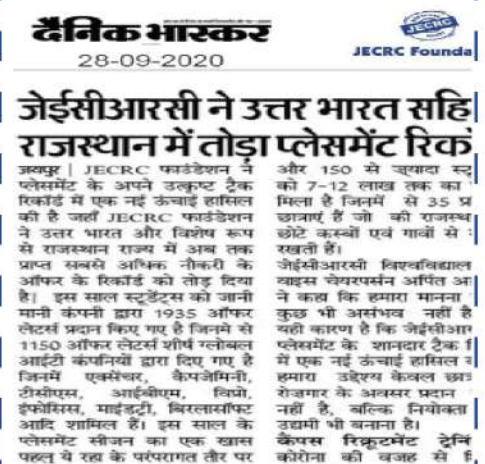 दैनिक भास्कर
28-09-2020
JECRC
JECRC Founda
जेईसीआरसी ने उत्तर भारत सहि
राजस्थान में तोड़ा प्लेसमेंट रिकॉ
जयपुर | JECRC फाउंडेशन ने
प्लेसमेंट के अपने उत्कृष्ट ट्रैक
रिकॉर्ड में एक नई ऊंचाई हासिल
की है जहाँ JECRC फाउंडेशन
ने उत्तर भारत और विशेष रूप
से राजस्थान राज्य में अब तक
प्राप्त सबसे अधिक नौकरी के
ऑफर के रिकॉर्ड को तोड़ दिया
है। इस साल स्टूडेंट्स को जानी
मानी कंपनी द्वारा 1935 ऑफर
लेटर्स प्रदान किए गए है जिनमे से
1150 ऑफर लेटर्स शीर्ष ग्लोबल
आईटी कंपनियों द्वारा दिए गए है
जिनमें एक्सेंचर, कैपजेमिनी,
टीसीएस, आईबीएम, विप्रो,
इंफोसिस, माईंडट्री, बिरलासॉफ्ट
आदि शामिल हैं। इस साल के
प्लेसमेंट सीजन का एक खास
पहलू ये रहा के परंपरागत तौर पर
और 150 से ज़्यादा स्टू
को 7-12 लाख तक का
मिला है जिनमें से 35 प्र
छात्राएं हैं जो की राजस्थ
छोटे कस्बों एवं गावों से
रखती हैं।
जेईसीआरसी विश्वविद्याल
वाइस चेयरपर्सन अर्पित अ
ने कहा कि हमारा मानना
कुछ भी असंभव नहीं है
यही कारण है कि जेईसीआर
प्लेसमेंट के शानदार ट्रैक
में एक नई ऊंचाई हासिल
हमारा उद्देश्य केवल छात्र
रोज़गार के अवसर प्रदान
नहीं है, बल्कि नियोक्ता
उद्यमी भी बनाना है।
कैंपस रिक्रूटमेंट ट्रेनि
कोरोना की वजह से